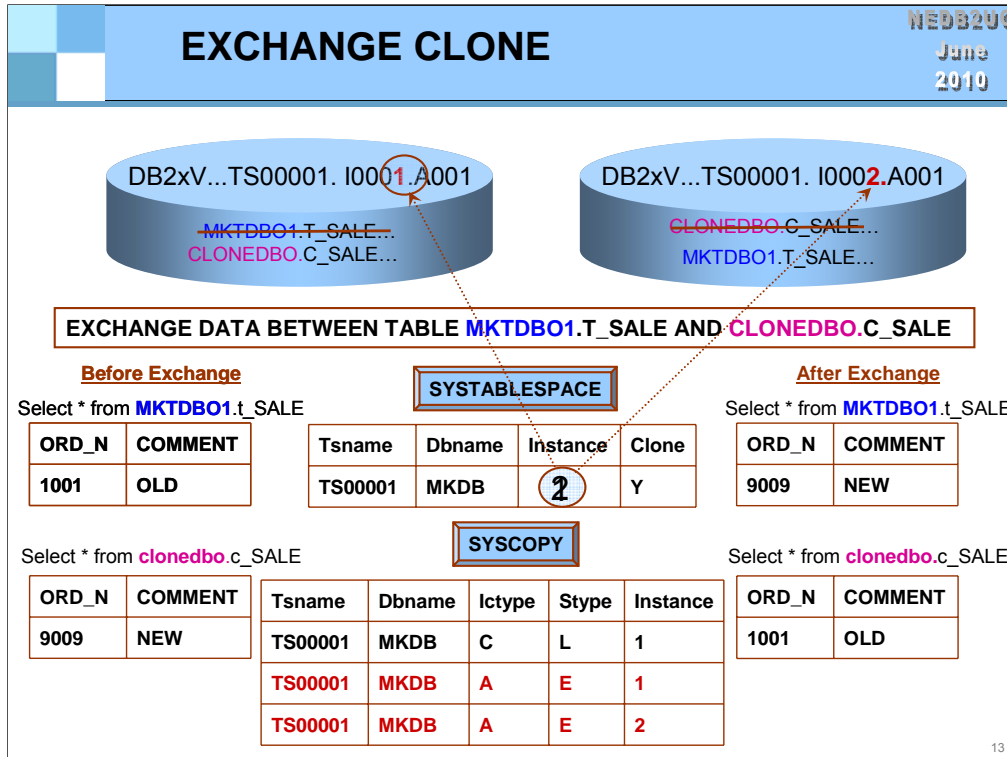 EXCHANGE CLONE
NEDB2UG
June
2010
DB2xV...TS00001. I0001.A001
MKTDBO1.T_SALE…
CLONEDBO.C_SALE…
DB2xV...TS00001. I0002.A001
CLONEDBO.C_SALE…
MKTDBO1.T_SALE…
EXCHANGE DATA BETWEEN TABLE MKTDBO1.T_SALE AND CLONEDBO.C_SALE
Before Exchange
Select * from MKTDBO1.t_SALE
ORD_N COMMENT
1001 OLD
SYSTABLESPACE
Tsname Dbname Instance Clone
TS00001 MKDB Y
After Exchange
Select * from MKTDBO1.t_SALE
ORD_N COMMENT
9009 NEW
Select * from clonedbo.c_SALE
ORD_N COMMENT
9009 NEW
SYSCOPY
Tsname Dbname Ictype Stype Instance
TS00001 MKDB C L 1
TS00001 MKDB A E 1
TS00001 MKDB A E 2
Select * from clonedbo.c_SALE
ORD_N COMMENT
1001 OLD
13